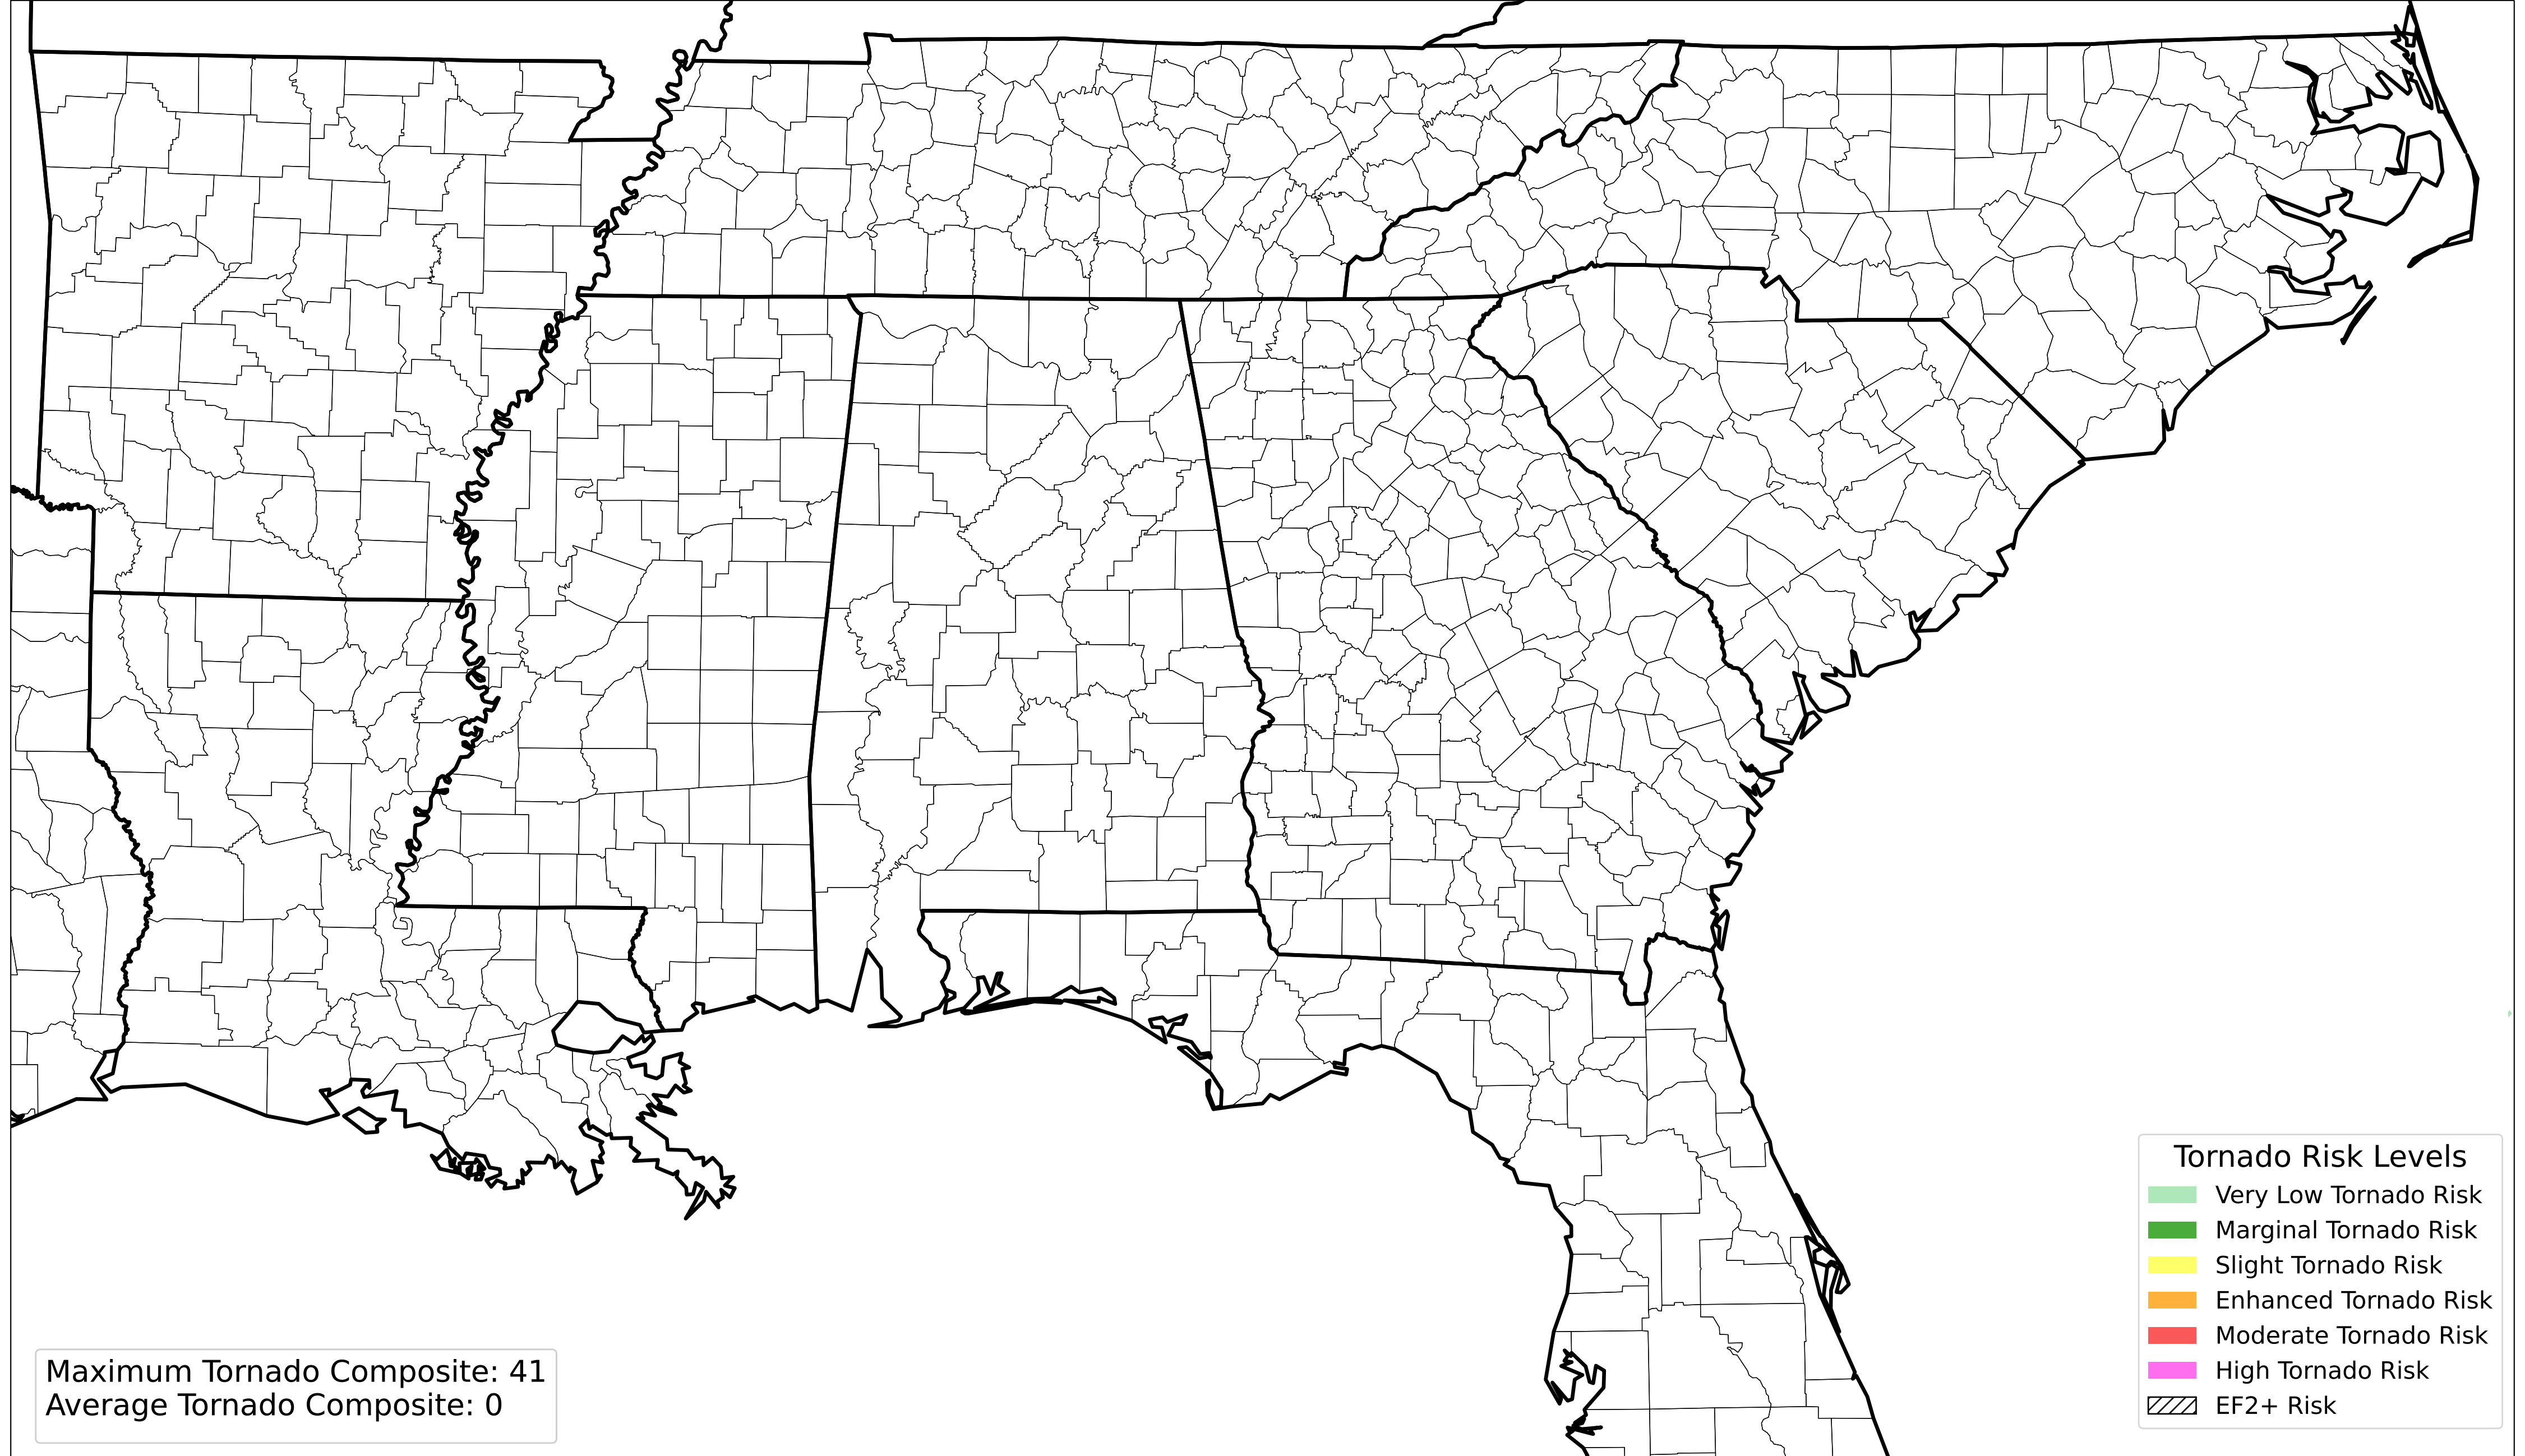 Tornado Risk Levels
Very Low Tornado Risk
Marginal Tornado Risk
Slight Tornado Risk
Enhanced Tornado Risk
Moderate Tornado Risk
High Tornado Risk
EF2+ Risk
Maximum Tornado Composite: 41
Average Tornado Composite: 0